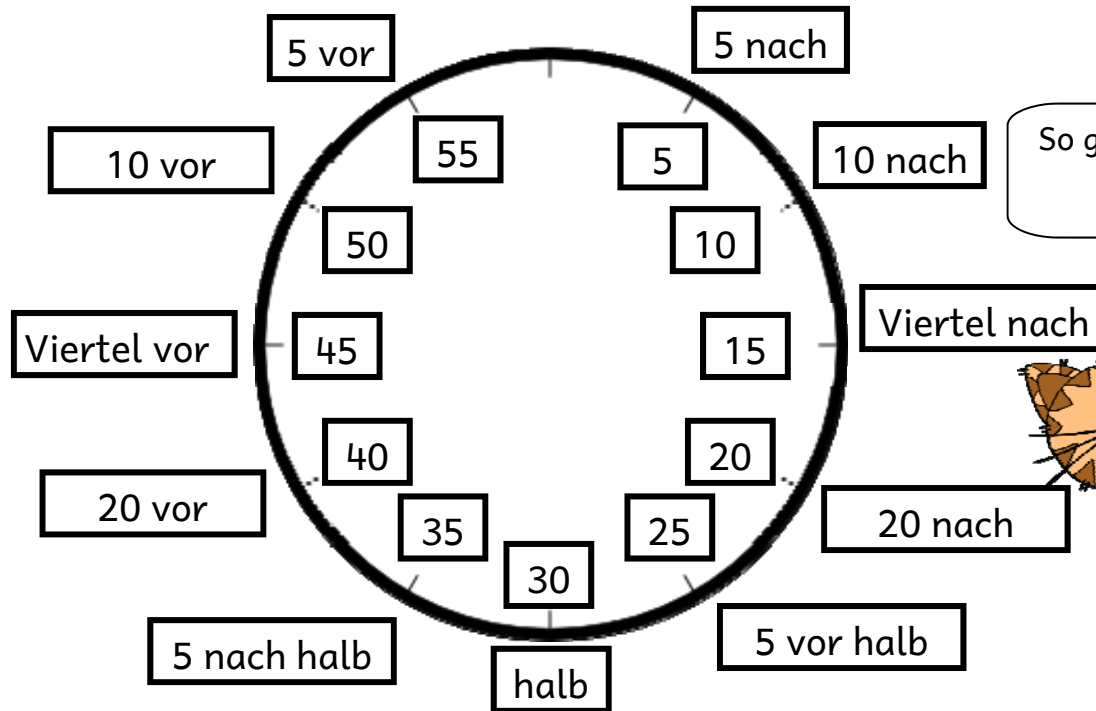 5 vor
5 nach
10 vor
55
5
10 nach
So g
50
10
Viertel vor
45
15
Viertel nach
40
20
20 vor
35
25
20 nach
30
5 nach halb
halb
5 vor halb